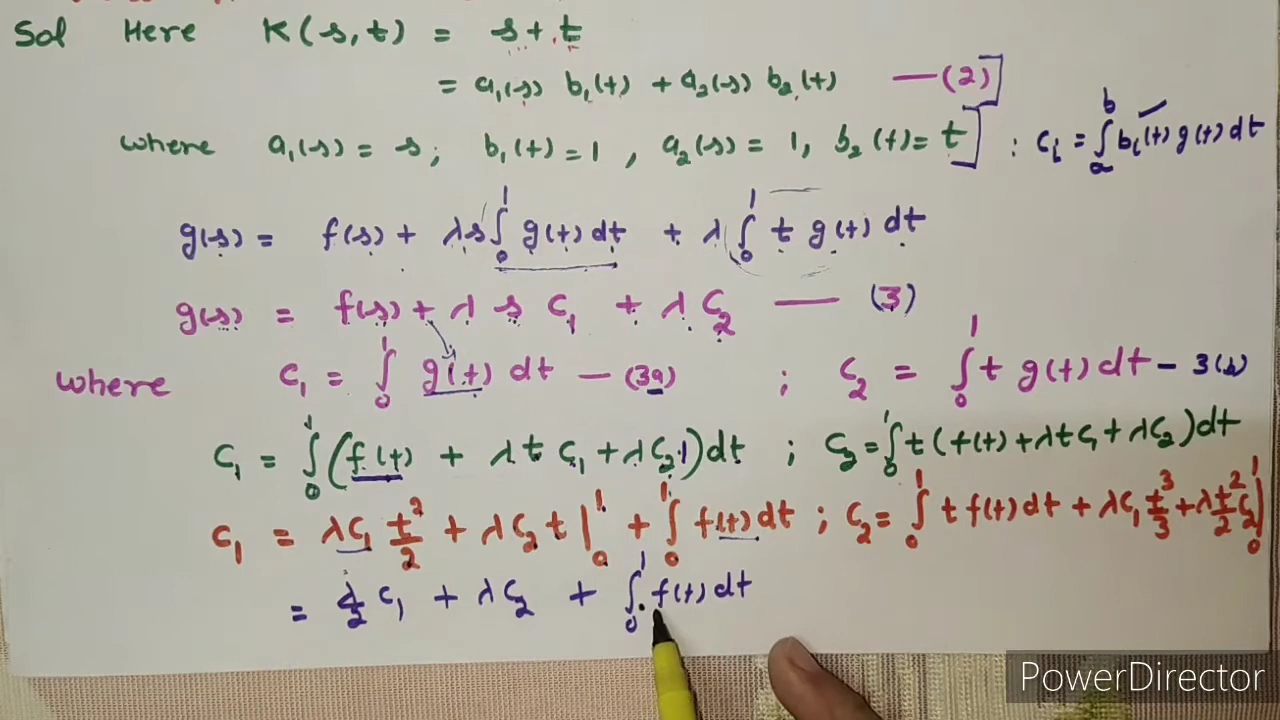 Sol Here K(s,t) = s+t
= a₁(s) b₁(t) + a₂(s) b₂(t) —(2)
where a₁(s) = s; b₁(t)=1, a₂(s)= 1, b₂(t)= t ; cᵢ = ∫ₐᵇ bᵢ(t) g(t) dt
g(s) = f(s) + λs ∫₀¹ g(t) dt + λ ∫₀¹ t g(t) dt
g(s) = f(s) + λ s C₁ + λ C₂ — (3)
where C₁ = ∫₀¹ g(t) dt — (3a) ; C₂ = ∫₀¹ t g(t) dt - 3(b)
C₁ = ∫₀¹ (f(t) + λ t C₁ + λC₂1)dt ; C₂=∫₀¹ t(f(t)+λtC₁+λC₂)dt
C₁ = λC₁ t²/2 + λC₂ t |₀¹ + ∫₀¹ f(t)dt ; C₂= ∫₀¹ t f(t)dt + λC₁ t³/3 + λ t²/2 C₂|₀¹
= λ/2 C₁ + λC₂ + ∫₀¹ f(t) dt
PowerDirector